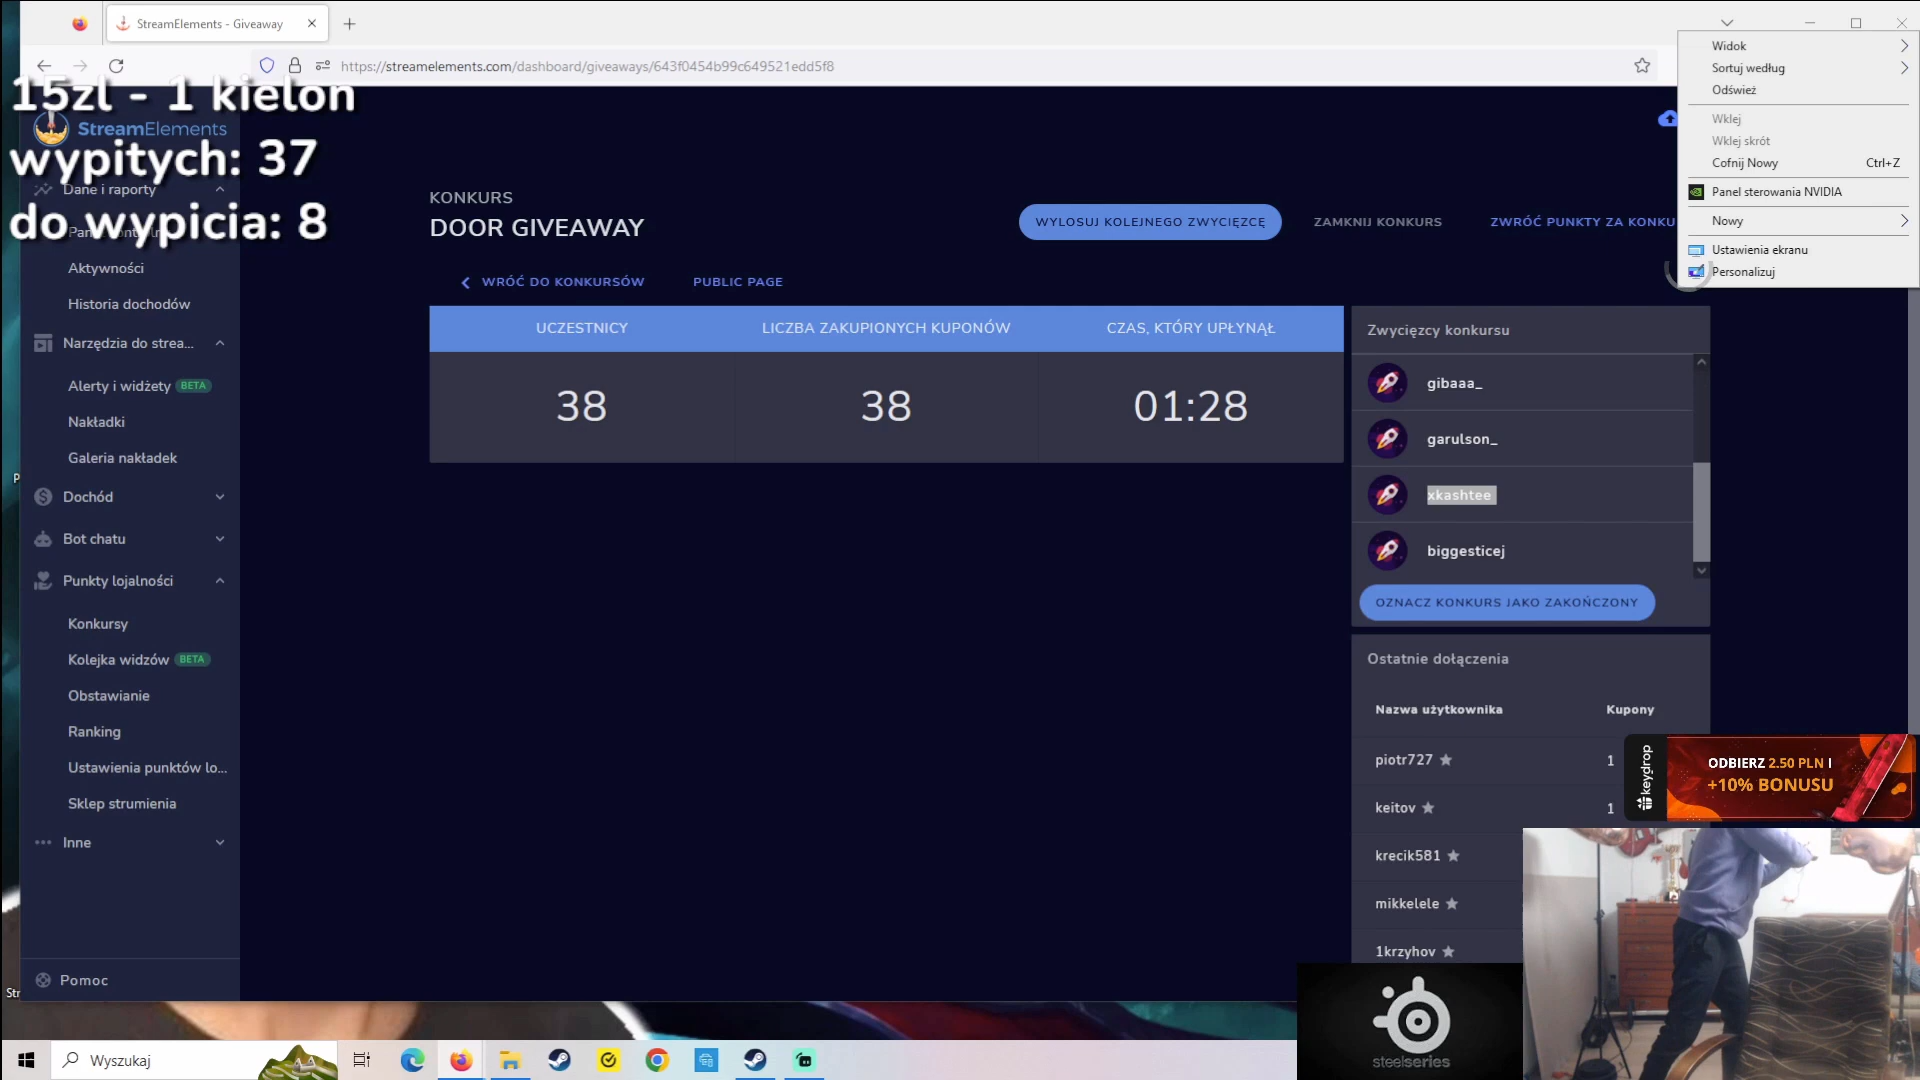 StreamElements - Giveaway
https://streamelements.com/dashboard/giveaways/643f0454b99c649521edd5f8
15zl - 1 kielon
wypitych: 37
do wypicia: 8
StreamElements
Dane i raporty
Aktywności
Historia dochodów
Narzędzia do strea...
Alerty i widżety BETA
Nakładki
Galeria nakładek
Dochód
Bot chatu
Punkty lojalności
Konkursy
Kolejka widzów BETA
Obstawianie
Ranking
Ustawienia punktów lo...
Sklep strumienia
Inne
Pomoc
KONKURS
DOOR GIVEAWAY
WYLOSUJ KOLEJNEGO ZWYCIĘZCĘ
ZAMKNIJ KONKURS
ZWRÓĆ PUNKTY ZA KONKU
WRÓĆ DO KONKURSÓW
PUBLIC PAGE
UCZESTNICY
LICZBA ZAKUPIONYCH KUPONÓW
CZAS, KTÓRY UPŁYNĄŁ
38
38
01:28
Zwycięzcy konkursu
gibaaa_
garulson_
xkashtee
biggesticej
OZNACZ KONKURS JAKO ZAKOŃCZONY
Ostatnie dołączenia
Nazwa użytkownika Kupony
piotr727 1
keitov 1
krecik581
mikkelele
1krzyhov
Widok
Sortuj według
Odśwież
Wklej
Wklej skrót
Cofnij Nowy Ctrl+Z
Panel sterowania NVIDIA
Nowy
Ustawienia ekranu
Personalizuj
keydrop
ODBIERZ 2.50 PLN I
+10% BONUSU
steelseries
P
Str
Wyszukaj